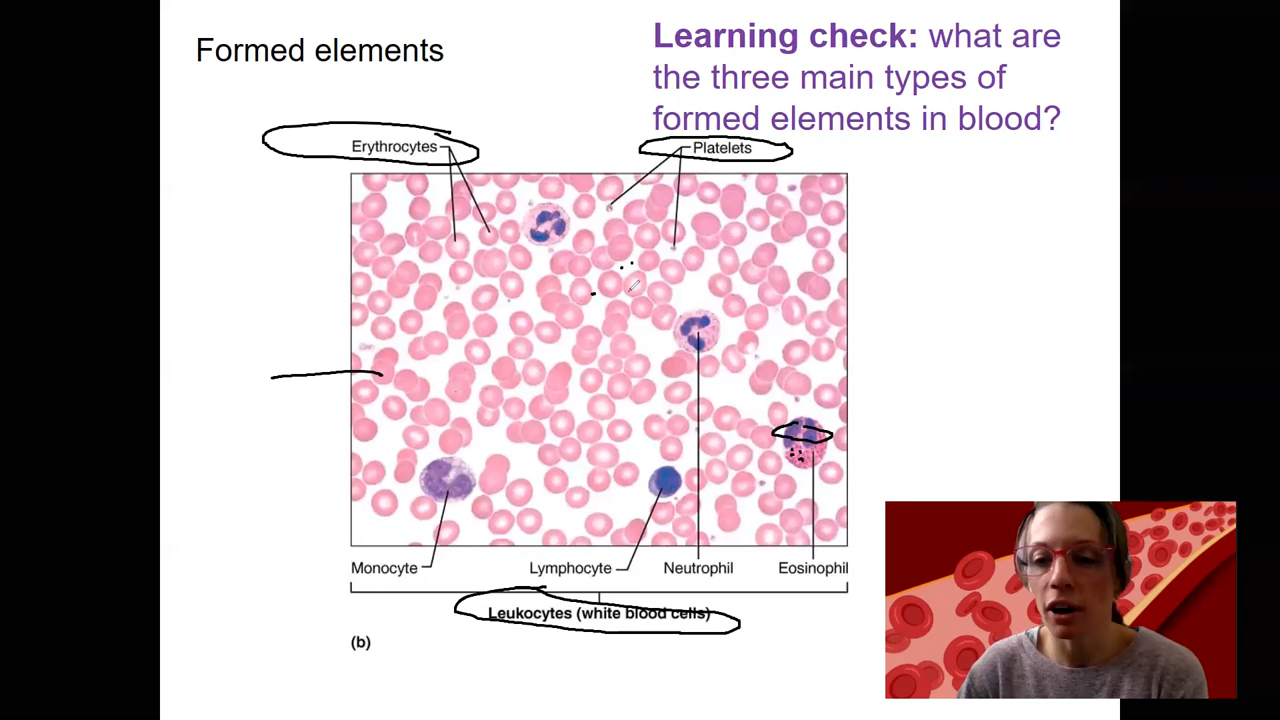 Formed elements
Learning check: what are
the three main types of
formed elements in blood?
Erythrocytes
Platelets
Monocyte
Lymphocyte
Neutrophil
Eosinophil
Leukocytes (white blood cells)
(b)